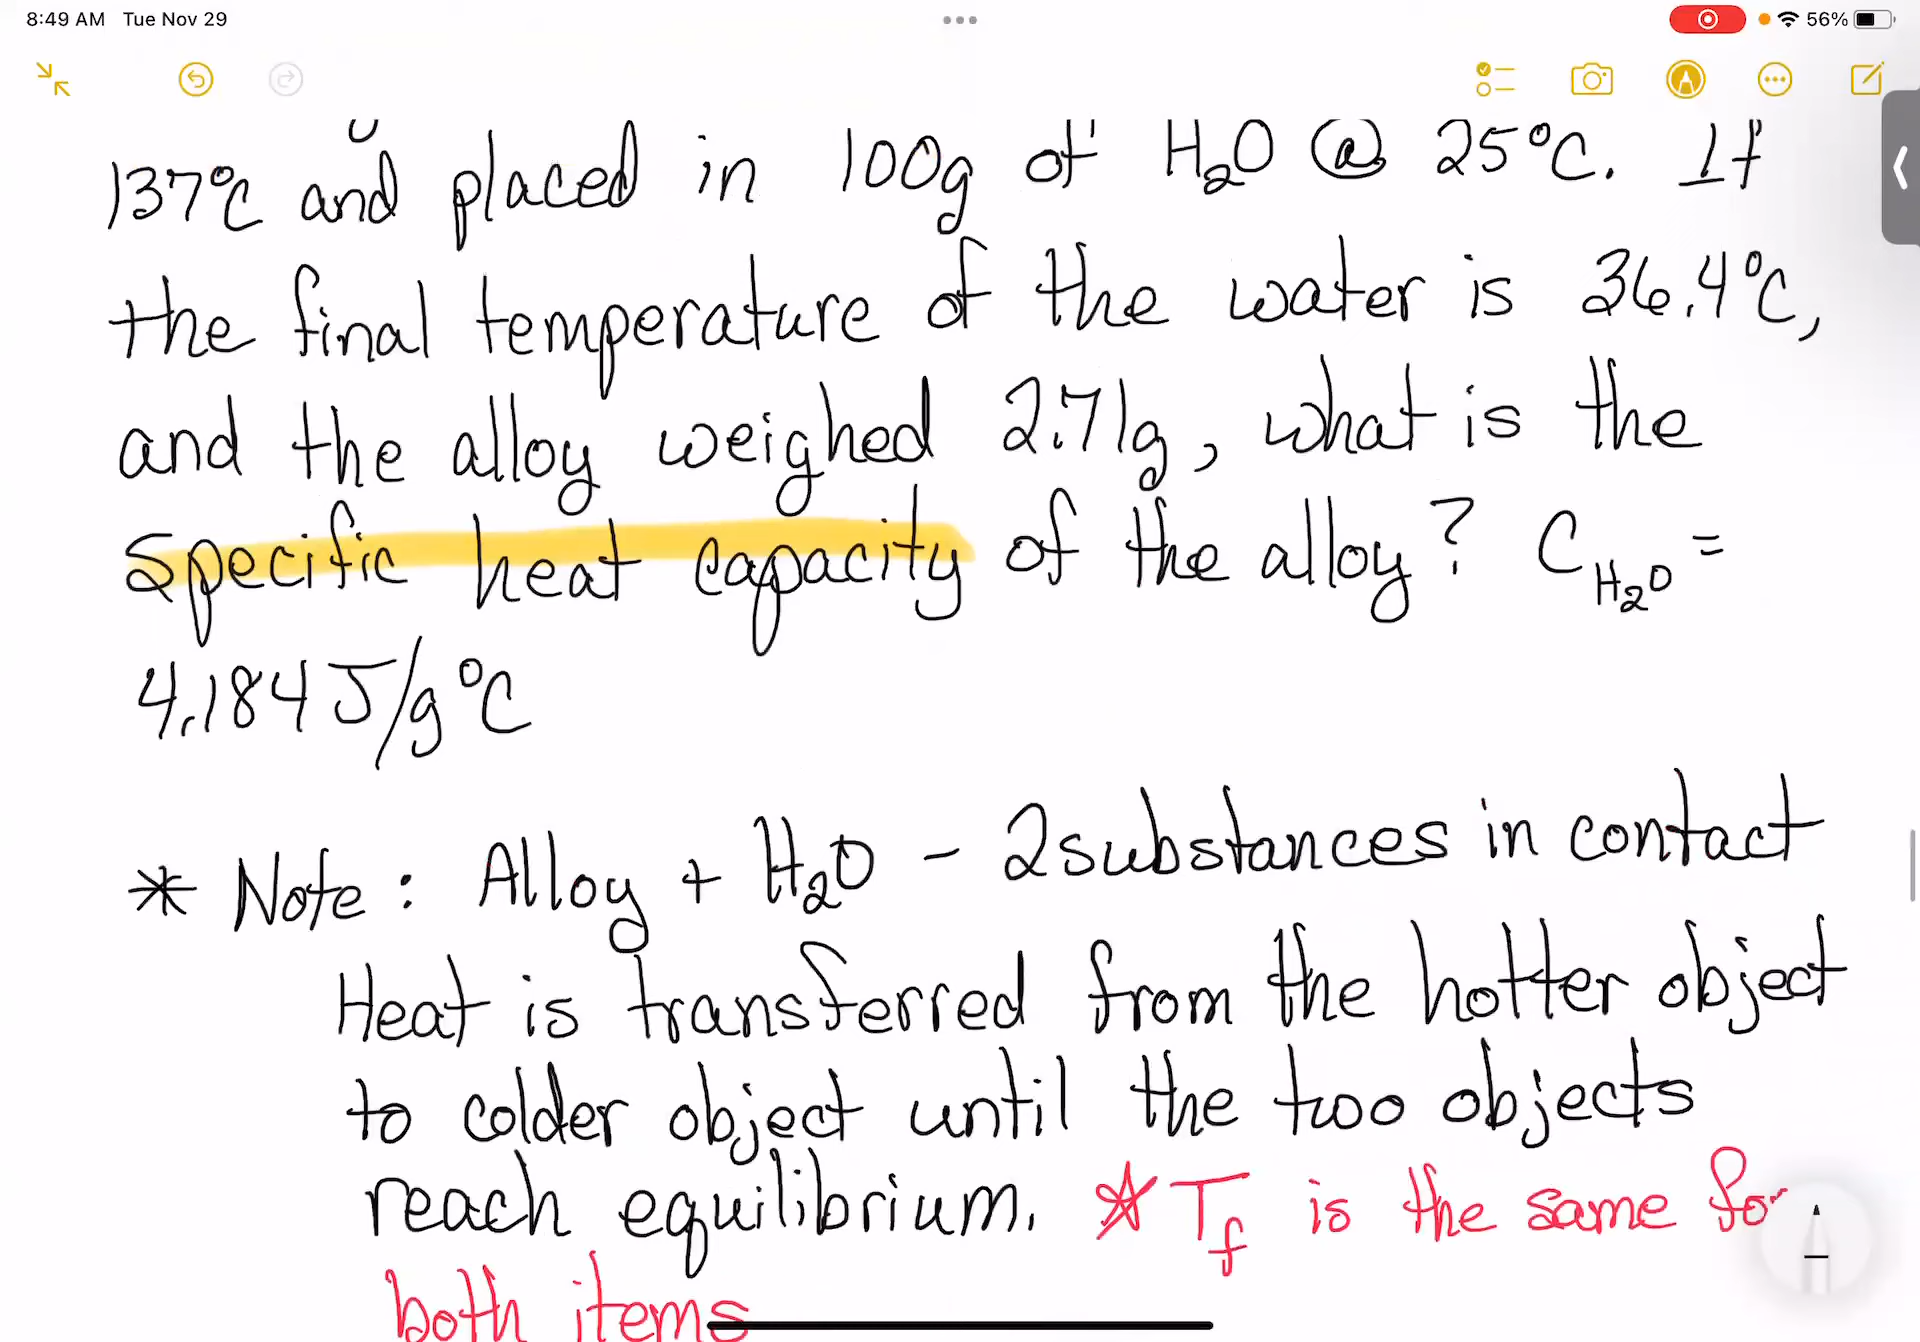 8:49 AM Tue Nov 29
56%
137°C and placed in 100g of H₂O @ 25°C. If
the final temperature of the water is 36.4°C,
and the alloy weighed 2.71g, what is the
specific heat capacity of the alloy? C H₂O =
4.184 J/g°C
* Note: Alloy + H₂O - 2 substances in contact
Heat is transferred from the hotter object
to colder object until the two objects
reach equilibrium. * Tf is the same for
both items